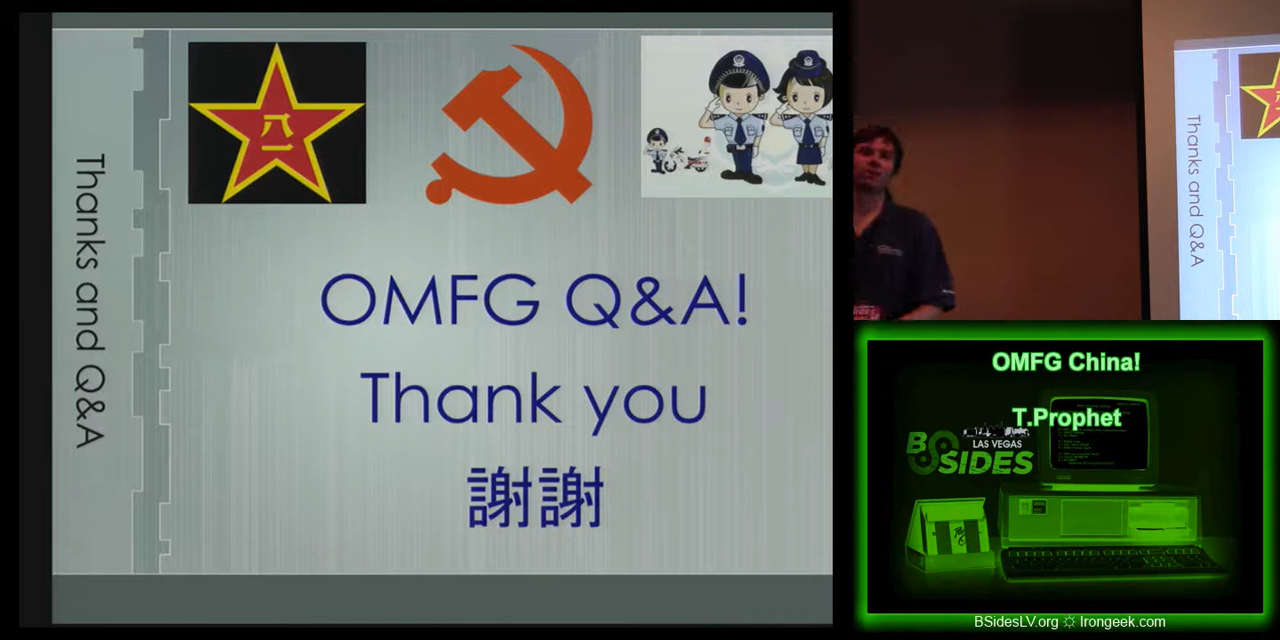 八一
Thanks and Q&A
OMFG Q&A!
Thank you
謝謝
Thanks and Q&A
OMFG China!
T.Prophet
BSIDES
LAS VEGAS
BSidesLV.org ☼ Irongeek.com